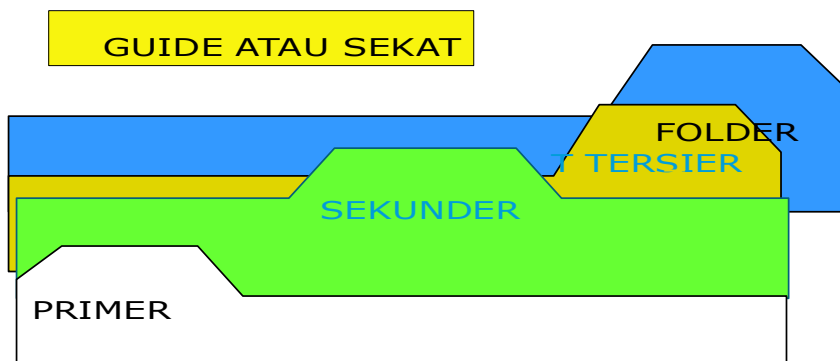 GUIDE ATAU SEKAT
FOLDER
T TERSIER
SEKUNDER
PRIMER